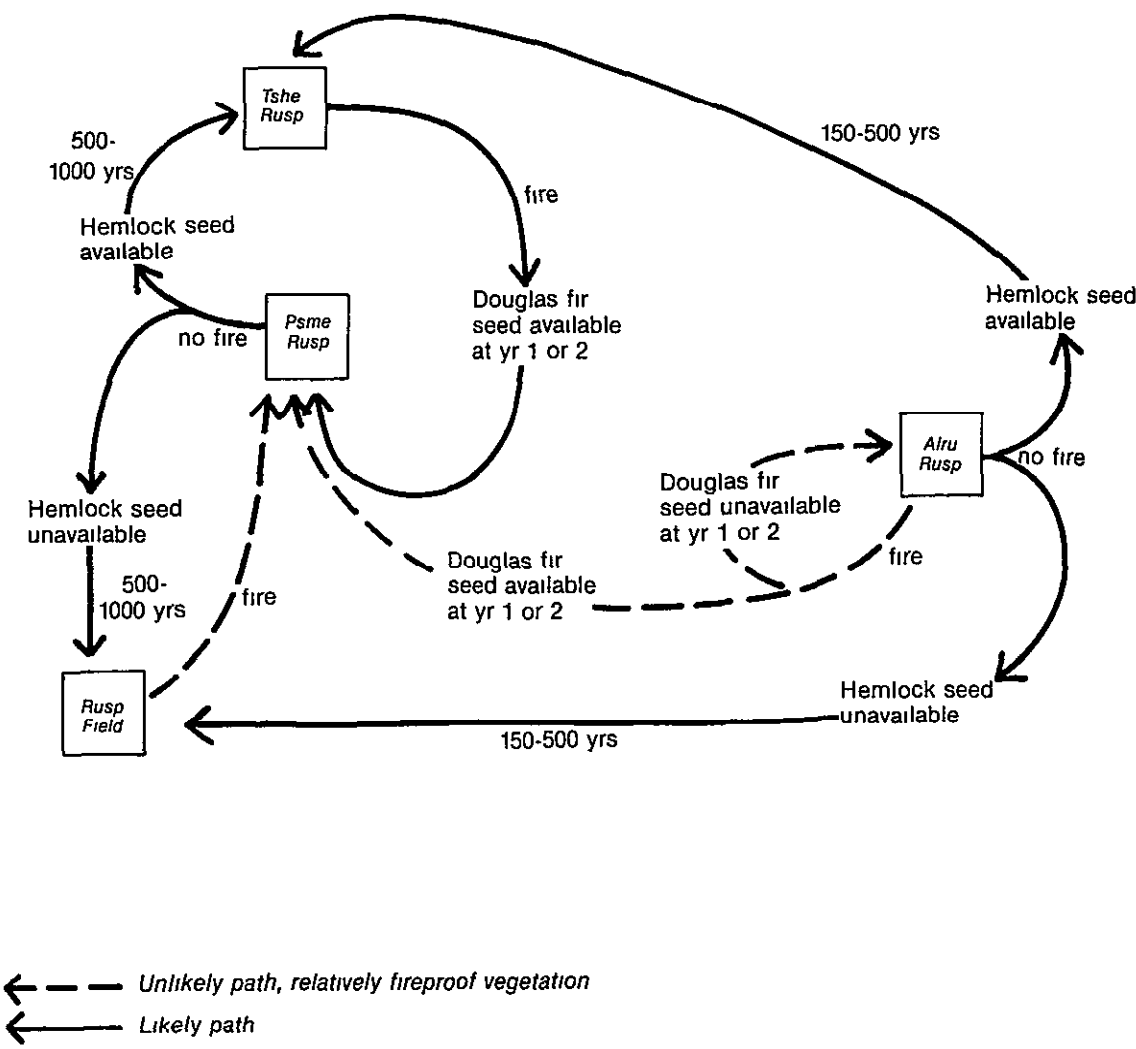 Tshe
Rusp
150-500 yrs
500-
1000 yrs
fire
Hemlock seed
available
Hemlock seed
available
Douglas fir
seed available
at yr 1 or 2
Psme
Rusp
no fire
Alru
Rusp
no fire
Douglas fir
seed unavailable
at yr 1 or 2
Hemlock seed
unavailable
fire
Douglas fir
seed available
at yr 1 or 2
500-
1000 yrs
fire
Rusp
Field
Hemlock seed
unavailable
150-500 yrs
Unlikely path, relatively fireproof vegetation
Likely path